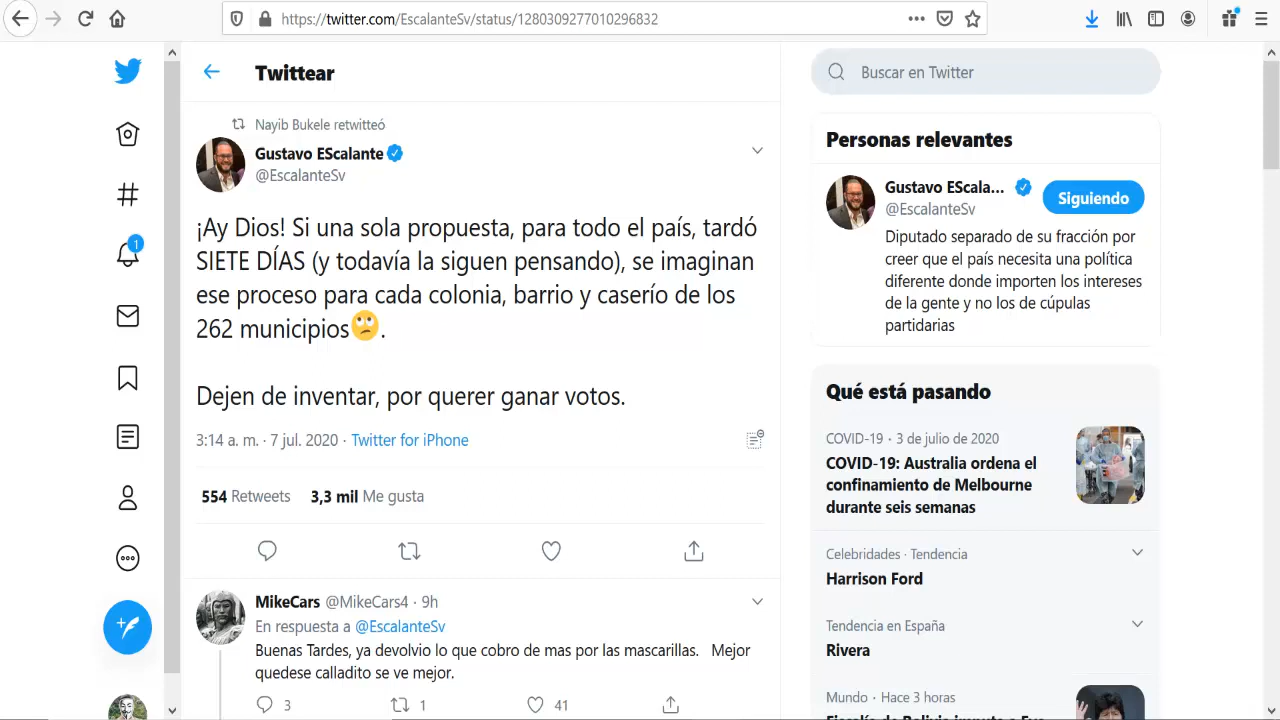 https://twitter.com/EscalanteSv/status/1280309277010296832
Twittear
Nayib Bukele retwitteó
Gustavo EScalante
@EscalanteSv
¡Ay Dios! Si una sola propuesta, para todo el país, tardó
SIETE DÍAS (y todavía la siguen pensando), se imaginan
ese proceso para cada colonia, barrio y caserío de los
262 municipios🙄.
Dejen de inventar, por querer ganar votos.
3:14 a. m. · 7 jul. 2020 · Twitter for iPhone
554 Retweets 3,3 mil Me gusta
MikeCars @MikeCars4 · 9h
En respuesta a @EscalanteSv
Buenas Tardes, ya devolvio lo que cobro de mas por las mascarillas. Mejor
quedese calladito se ve mejor.
3 1 41
1
Buscar en Twitter
Personas relevantes
Gustavo EScala...
@EscalanteSv
Siguiendo
Diputado separado de su fracción por
creer que el país necesita una política
diferente donde importen los intereses
de la gente y no los de cúpulas
partidarias
Qué está pasando
COVID-19 · 3 de julio de 2020
COVID-19: Australia ordena el
confinamiento de Melbourne
durante seis semanas
Celebridades · Tendencia
Harrison Ford
Tendencia en España
Rivera
Mundo · Hace 3 horas
Fiscalía de Bolivia imputa a Evo